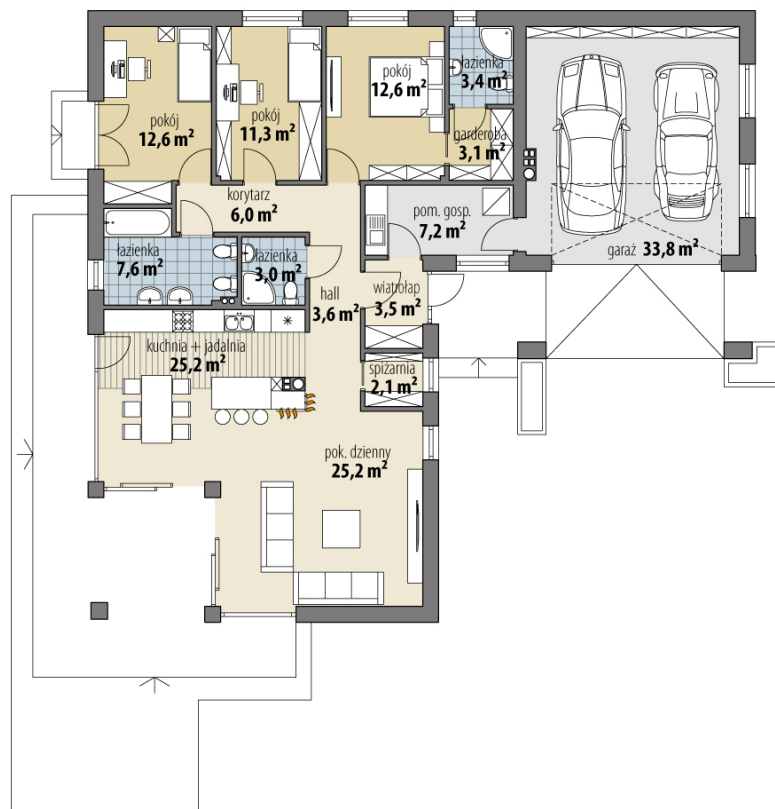 pokój
12,6 m²
pokój
11,3 m²
pokój
12,6 m²
łazienka
3,4 m²
garderoba
3,1 m²
korytarz
6,0 m²
pom. gosp.
7,2 m²
garaż 33,8 m²
łazienka
7,6 m²
łazienka
3,0 m²
hall
3,6 m²
wiatrołap
3,5 m²
kuchnia + jadalnia
25,2 m²
spiżarnia
2,1 m²
pok. dzienny
25,2 m²